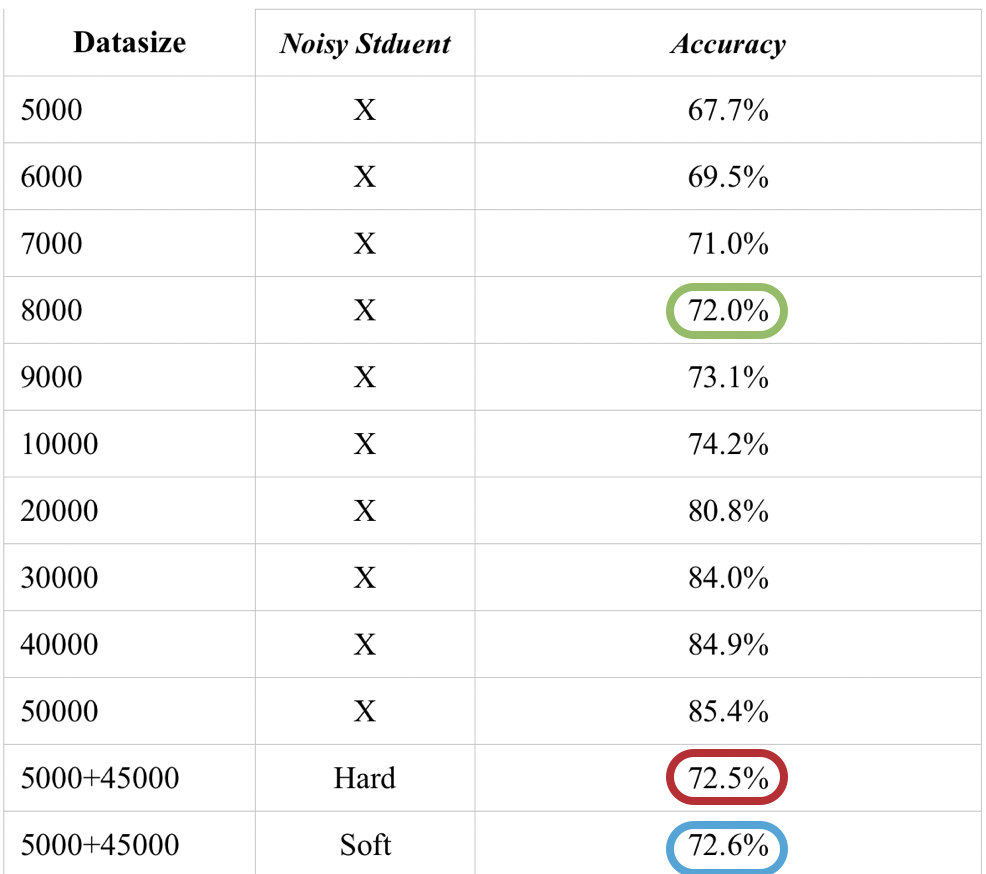 Datasize Noisy Stduent Accuracy
5000 X 67.7%
6000 X 69.5%
7000 X 71.0%
8000 X 72.0%
9000 X 73.1%
10000 X 74.2%
20000 X 80.8%
30000 X 84.0%
40000 X 84.9%
50000 X 85.4%
5000+45000 Hard 72.5%
5000+45000 Soft 72.6%